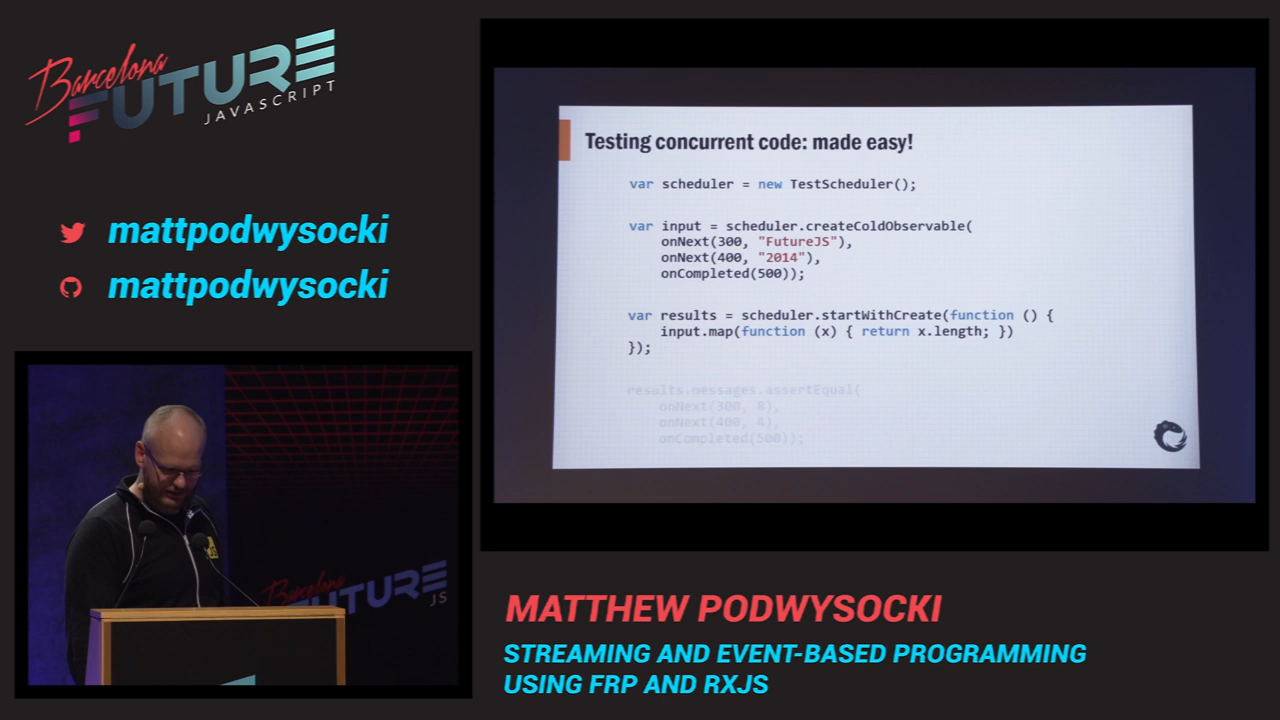 Barcelona
FUTURE
JAVASCRIPT
mattpodwysocki
mattpodwysocki
Testing concurrent code: made easy!
var scheduler = new TestScheduler();
var input = scheduler.createColdObservable(
onNext(300, "FutureJS"),
onNext(400, "2014"),
onCompleted(500));
var results = scheduler.startWithCreate(function () {
input.map(function (x) { return x.length; })
});
results.messages.assertEqual(
onNext(300, 8),
onNext(400, 4),
onCompleted(500));
Barcelona
FUTURE
JS
MATTHEW PODWYSOCKI
STREAMING AND EVENT-BASED PROGRAMMING
USING FRP AND RXJS